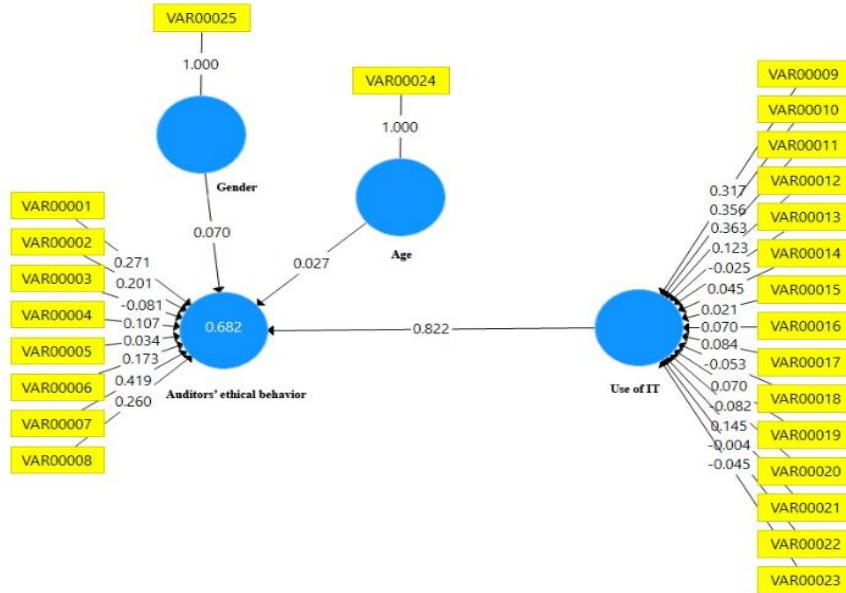 VAR00025
1.000
VAR00024
1.000
Gender
Age
0.070
0.027
VAR00001
VAR00002
VAR00003
VAR00004
VAR00005
VAR00006
VAR00007
VAR00008
0.271
0.201
-0.081
0.107
0.034
0.173
0.419
0.260
0.682
Auditors' ethical behavior
0.822
Use of IT
0.317
0.356
0.363
0.123
-0.025
0.045
0.021
0.070
0.084
-0.053
0.070
-0.082
0.145
-0.004
-0.045
VAR00009
VAR00010
VAR00011
VAR00012
VAR00013
VAR00014
VAR00015
VAR00016
VAR00017
VAR00018
VAR00019
VAR00020
VAR00021
VAR00022
VAR00023